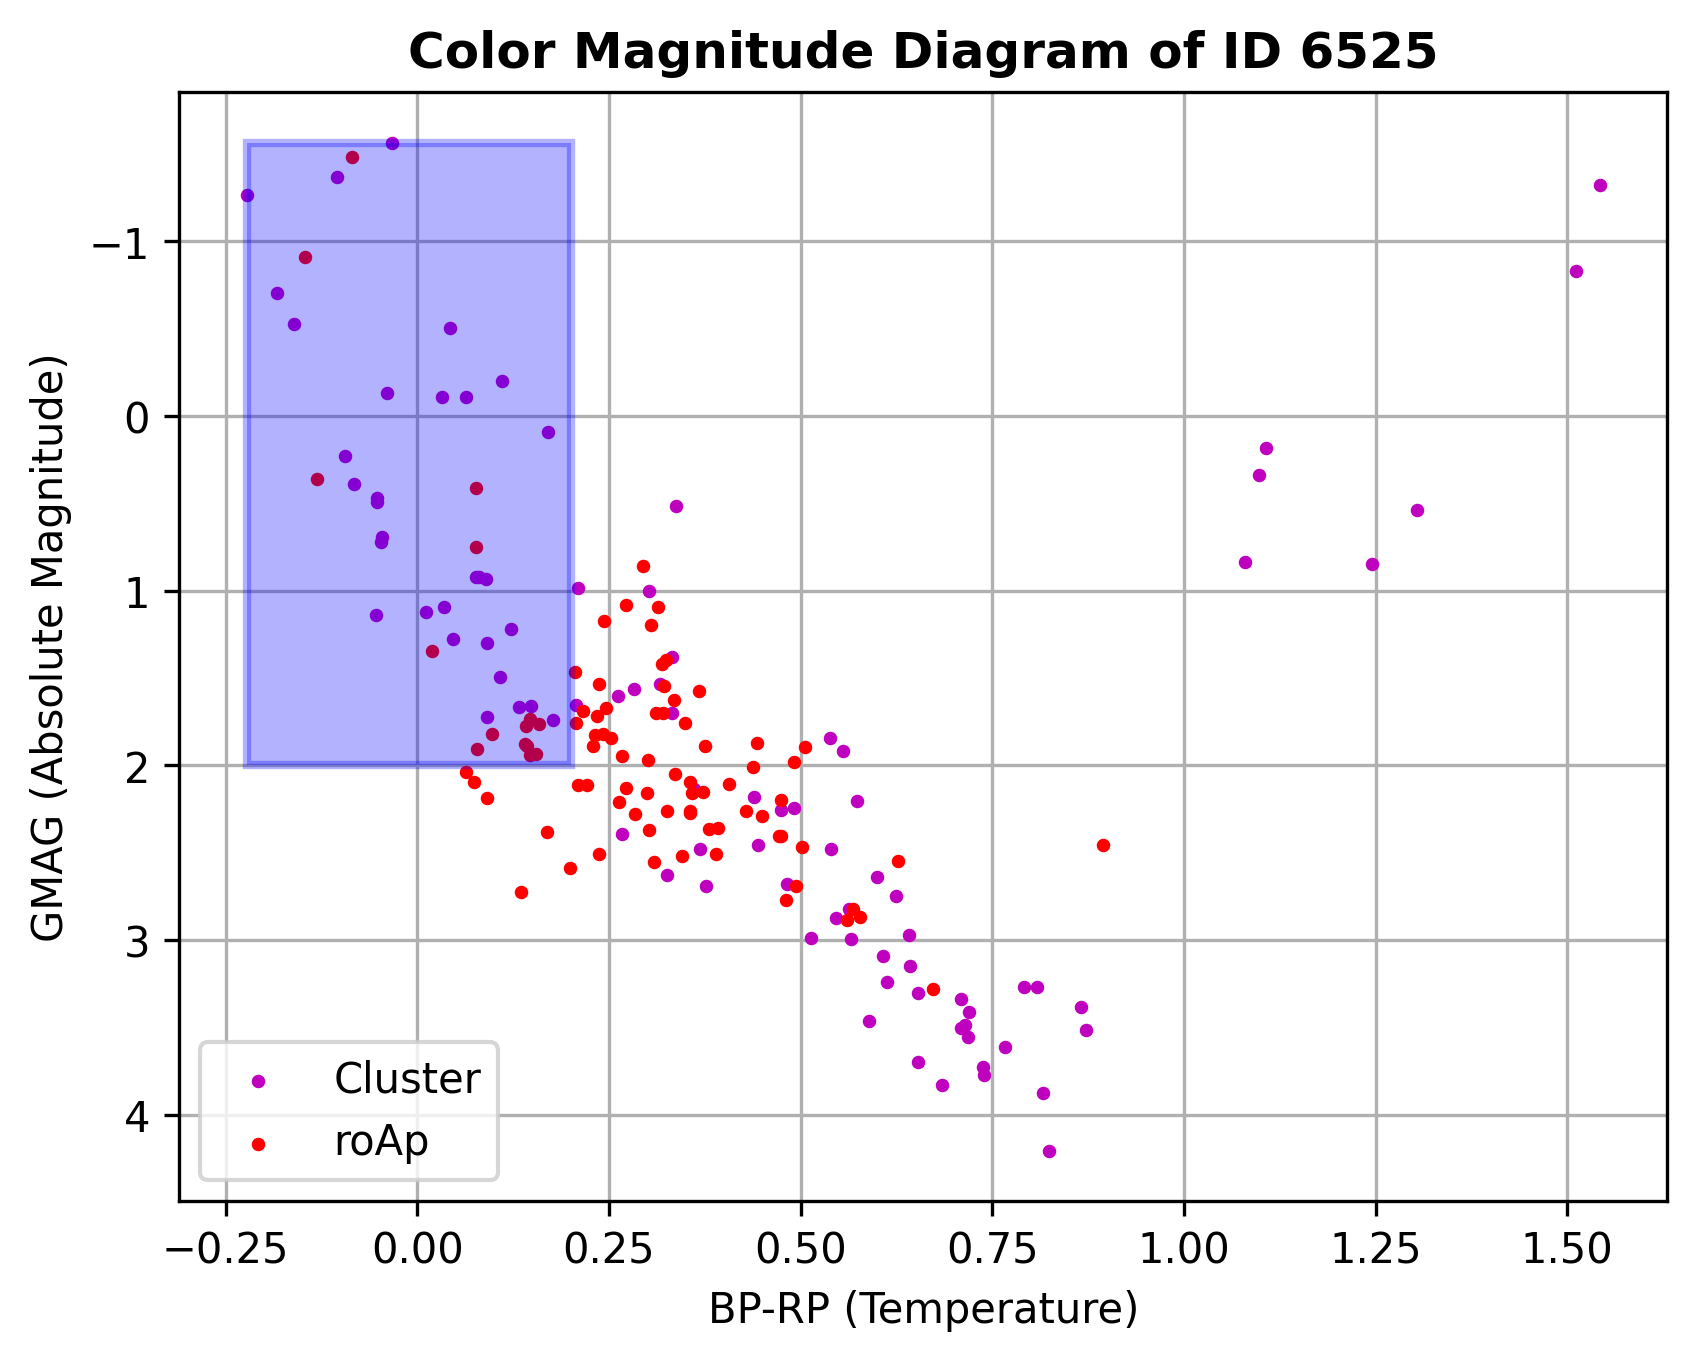 Color Magnitude Diagram of ID 6525
GMAG (Absolute Magnitude)
−1
0
1
2
3
4
Cluster
roAp
−0.25 0.00 0.25 0.50 0.75 1.00 1.25 1.50
BP-RP (Temperature)